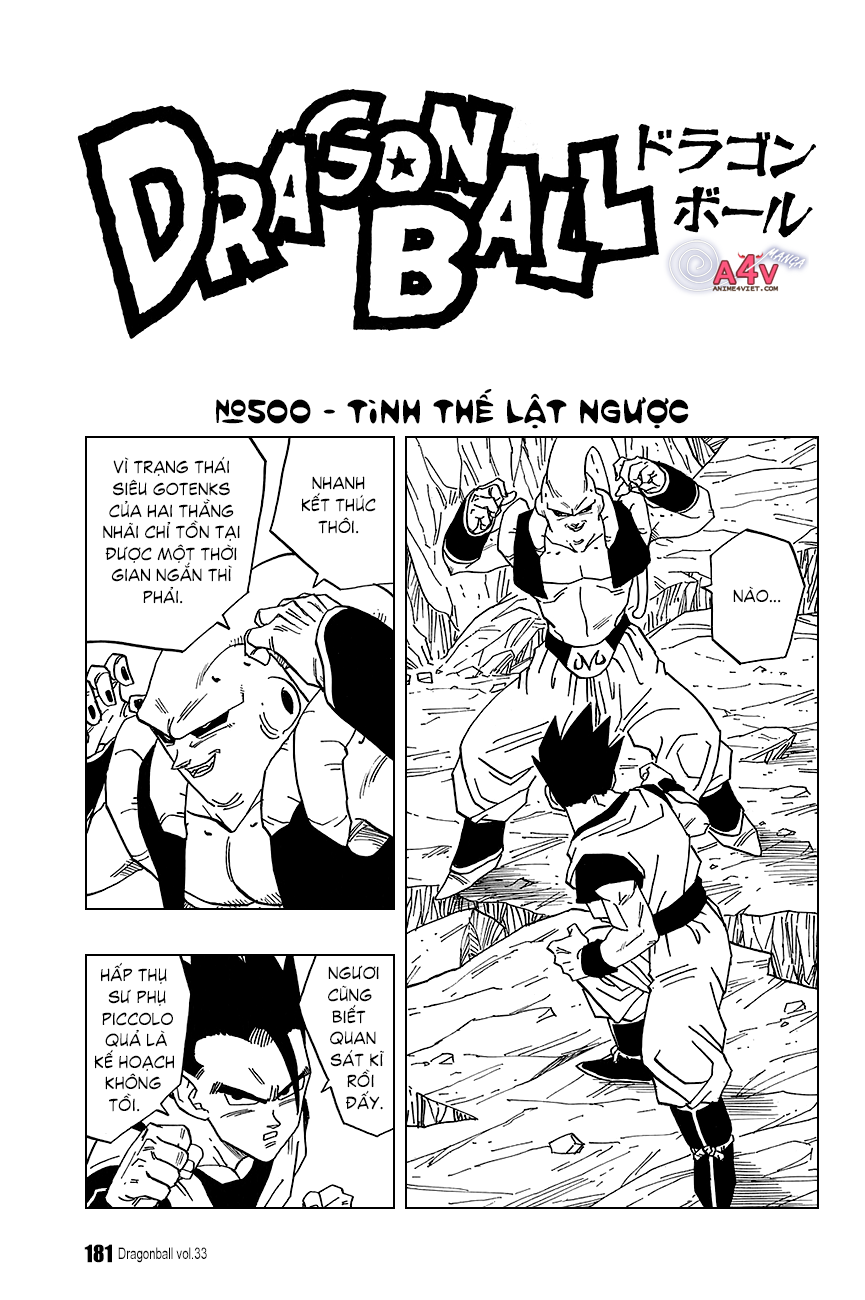 DRAGON BALL
ドラゴン
ボール
A4V MANGA
ANIME4VIET.COM
№500 - TÌNH THẾ LẬT NGƯỢC
NÀO...
NHANH
KẾT THÚC
THÔI.
VÌ TRẠNG THÁI
SIÊU GOTENKS
CỦA HAI THẰNG
NHÃI CHỈ TỒN TẠI
ĐƯỢC MỘT THỜI
GIAN NGẮN THÌ
PHẢI.
NGƯƠI
CŨNG
BIẾT
QUAN
SÁT KĨ
RỒI
ĐẤY.
HẤP THỤ
SƯ PHỤ
PICCOLO
QUẢ LÀ
KẾ HOẠCH
KHÔNG
TỒI.
181 Dragonball vol.33